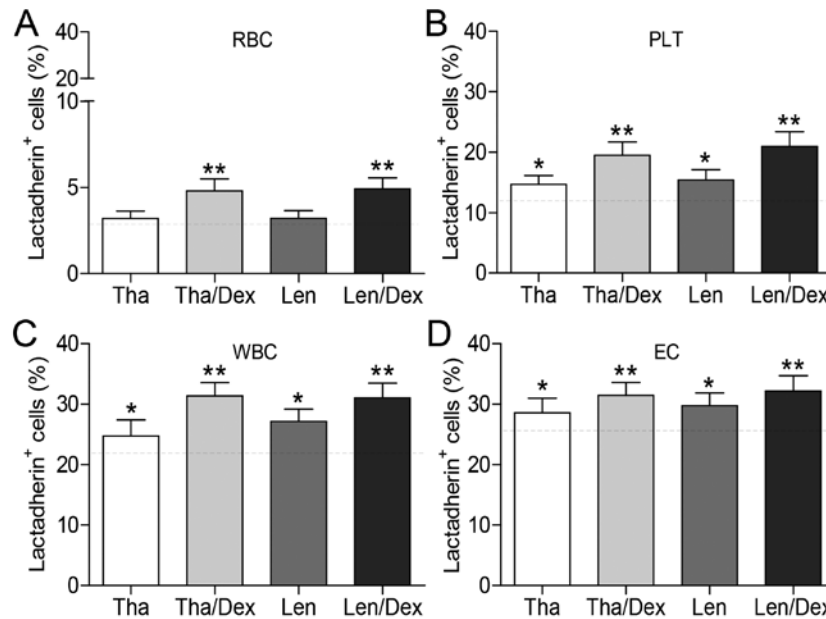 A
RBC
Lactadherin⁺ cells (%)
40
20
10
5
0
**
**
Tha Tha/Dex Len Len/Dex
B
PLT
Lactadherin⁺ cells (%)
40
30
20
10
0
*
**
*
**
Tha Tha/Dex Len Len/Dex
C
WBC
Lactadherin⁺ cells (%)
40
30
20
10
0
*
**
*
**
Tha Tha/Dex Len Len/Dex
D
EC
Lactadherin⁺ cells (%)
40
30
20
10
0
*
**
*
**
Tha Tha/Dex Len Len/Dex